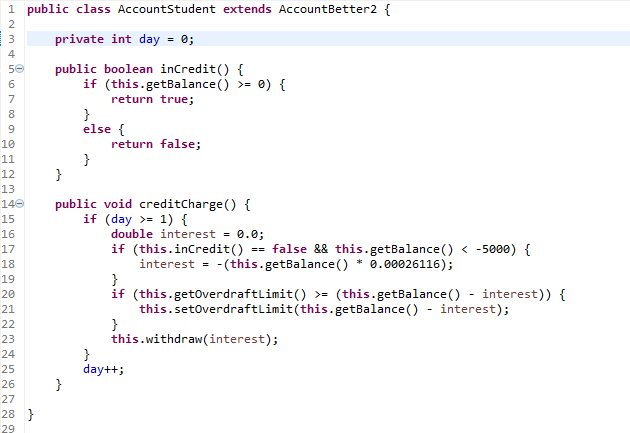 1 public class AccountStudent extends AccountBetter2 {
2
3     private int day = 0;
4
5     public boolean inCredit() {
6         if (this.getBalance() >= 0) {
7             return true;
8         }
9         else {
10             return false;
11         }
12     }
13
14     public void creditCharge() {
15         if (day >= 1) {
16             double interest = 0.0;
17             if (this.inCredit() == false && this.getBalance() < -5000) {
18                 interest = -(this.getBalance() * 0.00026116);
19             }
20             if (this.getOverdraftLimit() >= (this.getBalance() - interest)) {
21                 this.setOverdraftLimit(this.getBalance() - interest);
22             }
23             this.withdraw(interest);
24         }
25         day++;
26     }
27
28 }
29